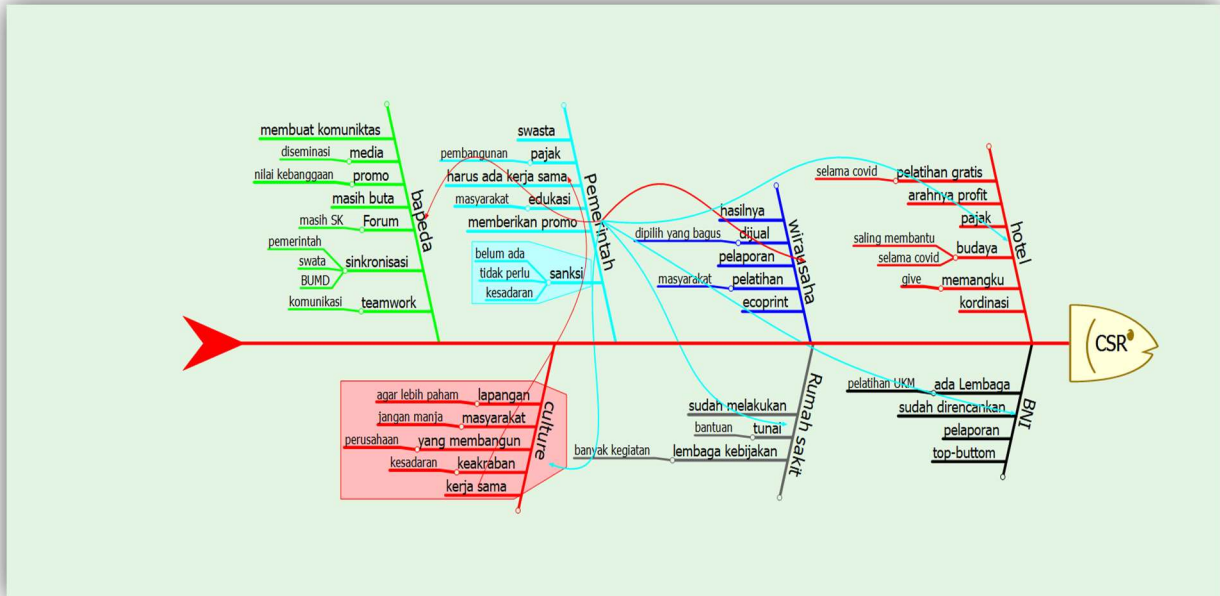 membuat komuniktas
diseminasi media
nilai kebanggaan promo
masih buta
masih SK Forum
pemerintah
swata
BUMD
sinkronisasi
komunikasi teamwork
bapeda
swasta
pembangunan pajak
harus ada kerja sama
masyarakat edukasi
memberikan promo
belum ada
tidak perlu
kesadaran
sanksi
Pemerintah
hasilnya
dipilih yang bagus dijual
pelaporan
masyarakat pelatihan
ecoprint
wirausaha
selama covid pelatihan gratis
arahnya profit
pajak
saling membantu
selama covid
budaya
give memangku
kordinasi
hotel
CSR
agar lebih paham lapangan
jangan manja masyarakat
perusahaan yang membangun
kesadaran keakraban
kerja sama
culture
sudah melakukan
bantuan tunai
banyak kegiatan lembaga kebijakan
Rumah sakit
pelatihan UKM ada Lembaga
sudah direncankan
pelaporan
top-buttom
BNI